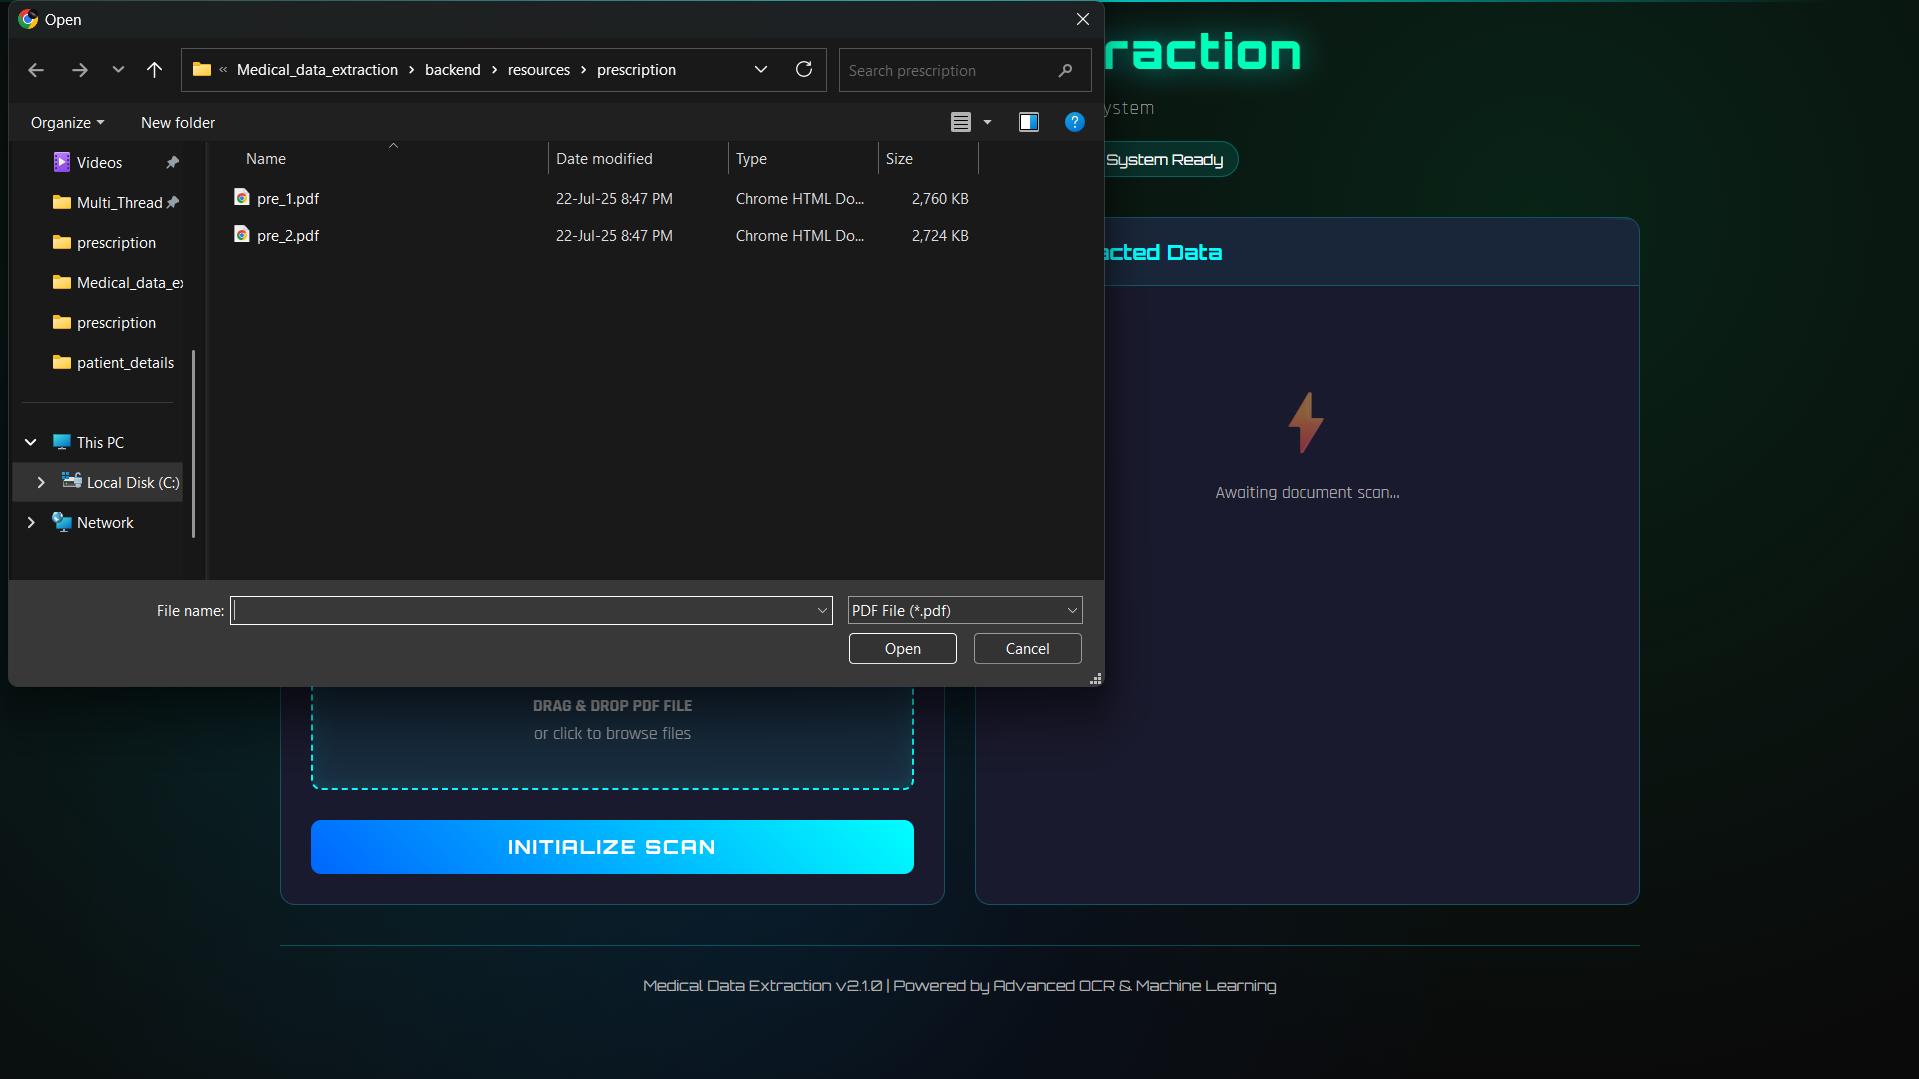 Open
« Medical_data_extraction > backend > resources > prescription
Search prescription
Organize
New folder
?
Name
Date modified
Type
Size
pre_1.pdf
22-Jul-25 8:47 PM
Chrome HTML Do...
2,760 KB
pre_2.pdf
22-Jul-25 8:47 PM
Chrome HTML Do...
2,724 KB
Videos
Multi_Thread
prescription
Medical_data_ex
prescription
patient_details
This PC
Local Disk (C:)
Network
File name:
PDF File (*.pdf)
Open
Cancel
raction
ystem
System Ready
acted Data
Awaiting document scan...
DRAG & DROP PDF FILE
or click to browse files
INITIALIZE SCAN
Medical Data Extraction v2.1.0 | Powered by Advanced OCR & Machine Learning